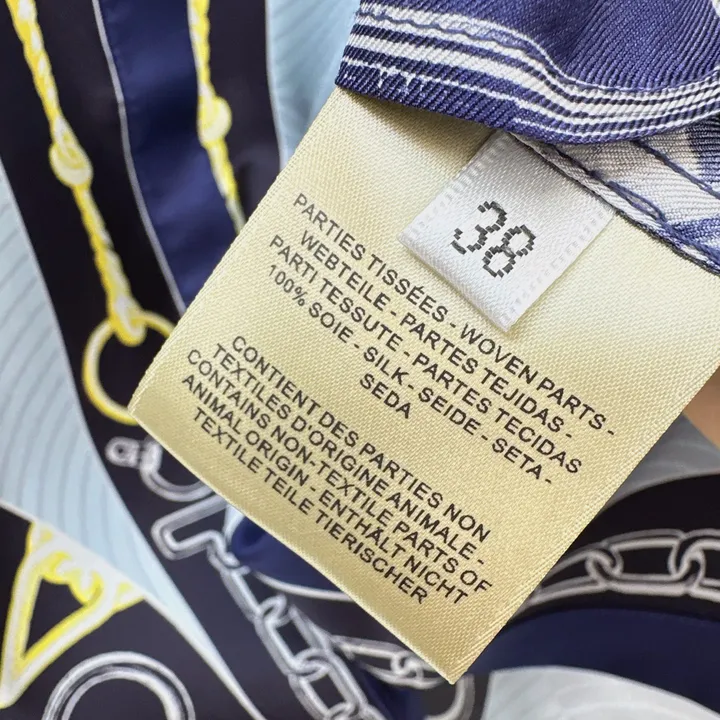 38
PARTIES TISSÉES - WOVEN PARTS -
WEBTEILE - PARTES TEJIDAS -
PARTI TESSUTE - PARTES TECIDAS
100% SOIE - SILK - SEIDE - SETA -
SEDA
CONTIENT DES PARTIES NON
TEXTILES D'ORIGINE ANIMALE -
CONTAINS NON-TEXTILE PARTS OF
ANIMAL ORIGIN - ENTHÄLT NICHT
TEXTILE TEILE TIERISCHER